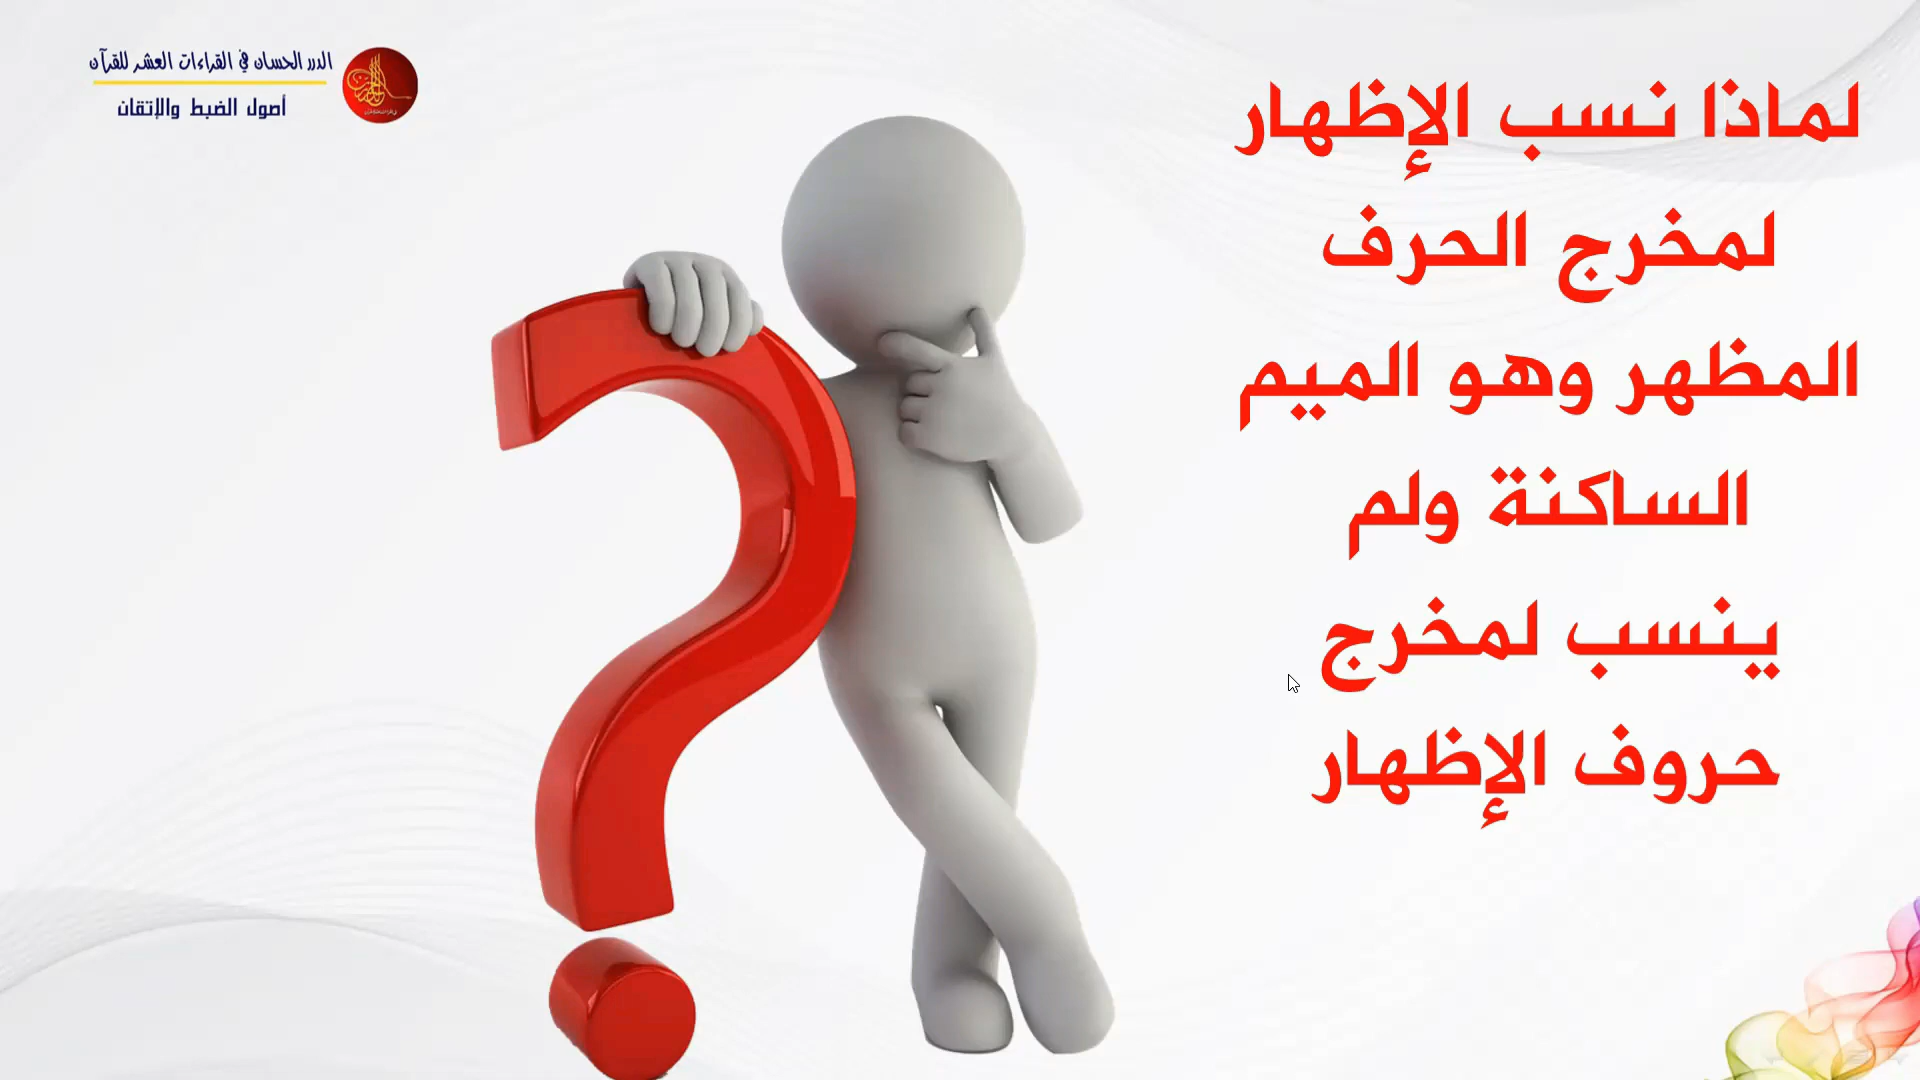 الدرر الحسان في القراءات العشر للقرآن
أصول الضبط والإتقان
لماذا نسب الإظهار
لمخرج الحرف
المظهر وهو الميم
الساكنة ولم
ينسب لمخرج
حروف الإظهار